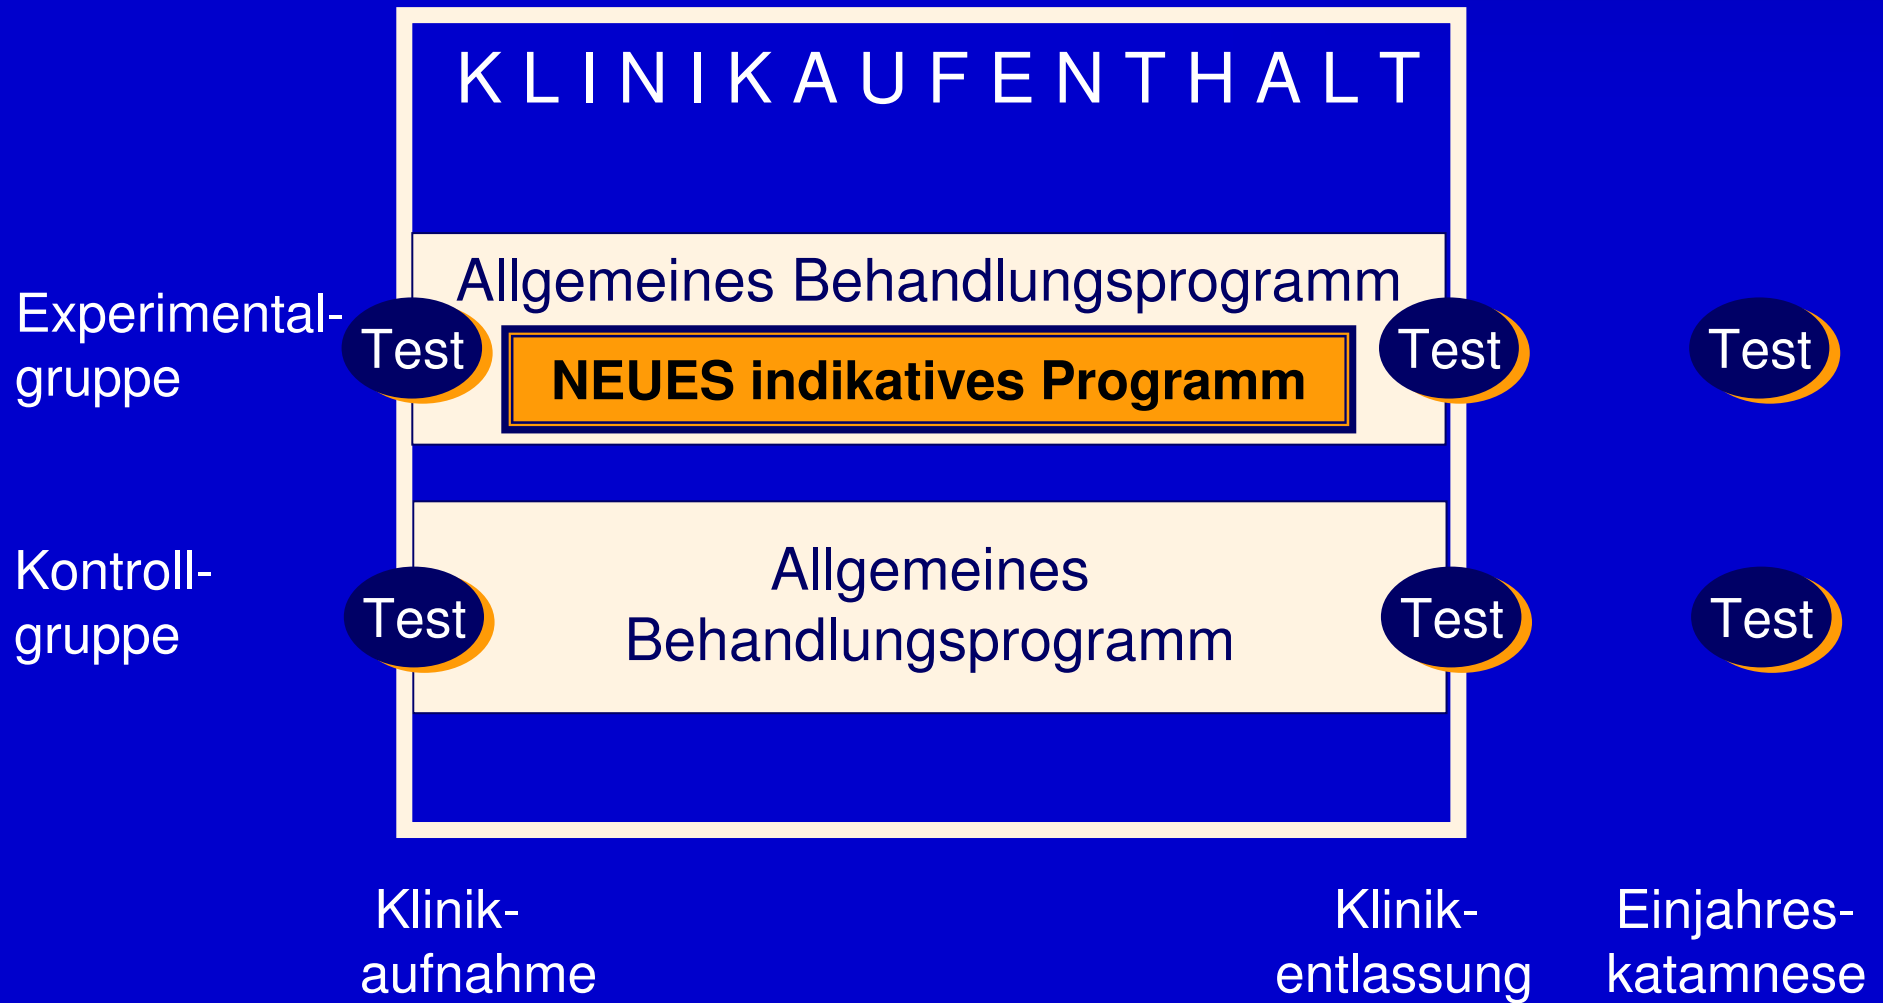 K L I N I K A U F E N T H A L T
Experimental-
gruppe
Test
Allgemeines Behandlungsprogramm
NEUES indikatives Programm
Test
Test
Kontroll-
gruppe
Test
Allgemeines
Behandlungsprogramm
Test
Test
Klinik-
aufnahme
Klinik-
entlassung
Einjahres-
katamnese